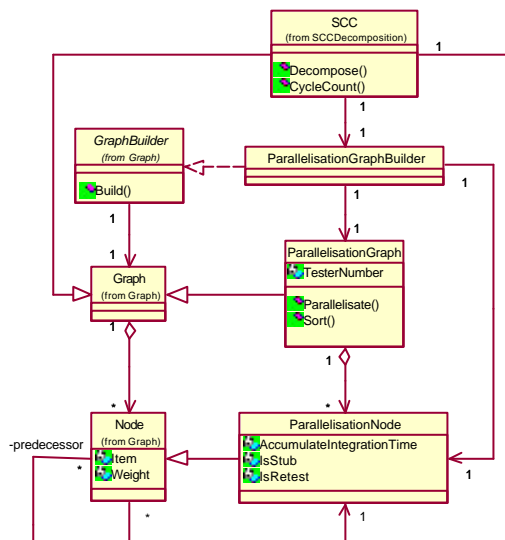 SCC
(from SCCDecomposition)
Decompose()
CycleCount()
1
1
1
1
GraphBuilder
(from Graph)
Build()
ParallelisationGraphBuilder
1
1
1
1
1
Graph
(from Graph)
1
ParallelisationGraph
TesterNumber
Parallelisate()
Sort()
1
*
*
Node
(from Graph)
Item
Weight
-predecessor
*
*
ParallelisationNode
AccumulateIntegrationTime
IsStub
IsRetest
1
1